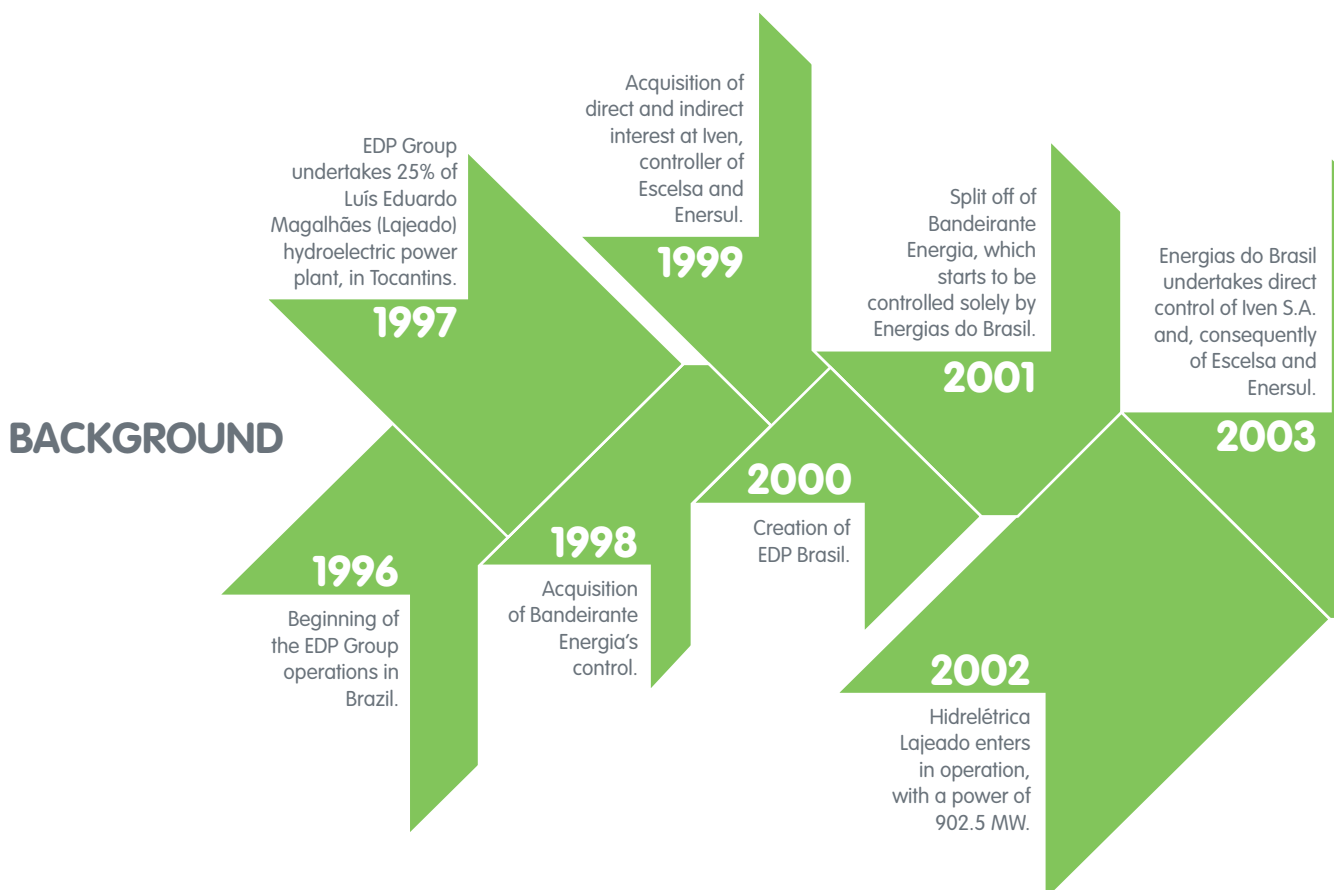 BACKGROUND
1996
Beginning of
the EDP Group
operations in
Brazil.
EDP Group
undertakes 25% of
Luís Eduardo
Magalhães (Lajeado)
hydroelectric power
plant, in Tocantins.
1997
1998
Acquisition
of Bandeirante
Energia‘s
control.
Acquisition of
direct and indirect
interest at Iven,
controller of
Escelsa and
Enersul.
1999
2000
Creation of
EDP Brasil.
Split off of
Bandeirante
Energia, which
starts to be
controlled solely by
Energias do Brasil.
2001
2002
Hidrelétrica
Lajeado enters
in operation,
with a power of
902.5 MW.
Energias do Brasil
undertakes direct
control of Iven S.A.
and, consequently
of Escelsa and
Enersul.
2003